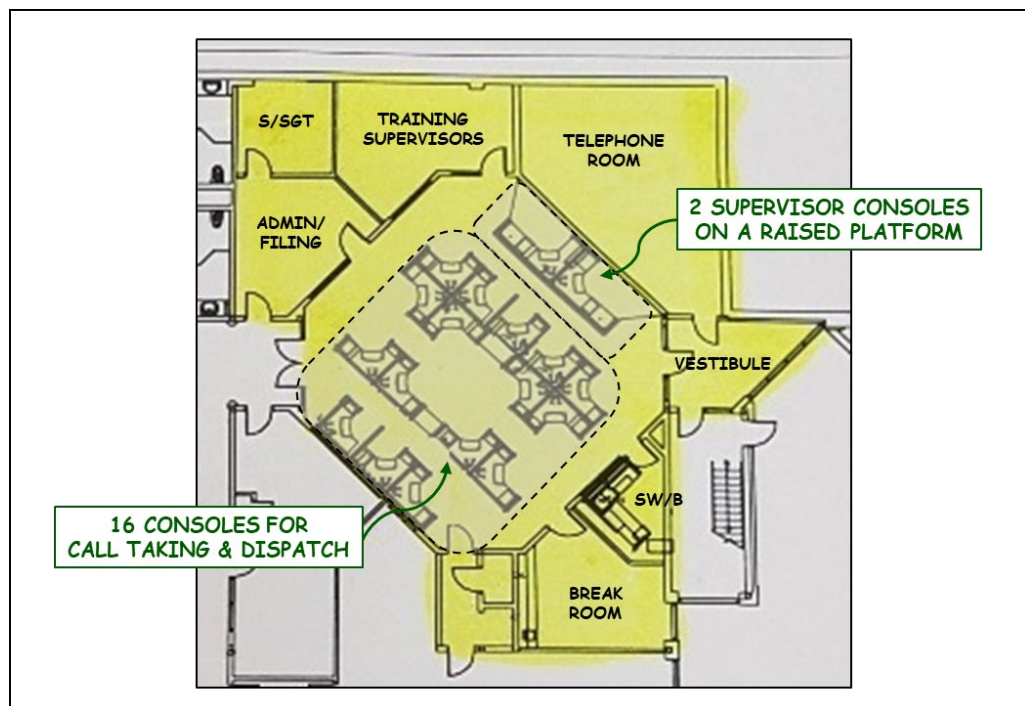 S/SGT
TRAINING
SUPERVISORS
TELEPHONE
ROOM
2 SUPERVISOR CONSOLES
ON A RAISED PLATFORM
ADMIN/
FILING
VESTIBULE
SW/B
16 CONSOLES FOR
CALL TAKING & DISPATCH
BREAK
ROOM